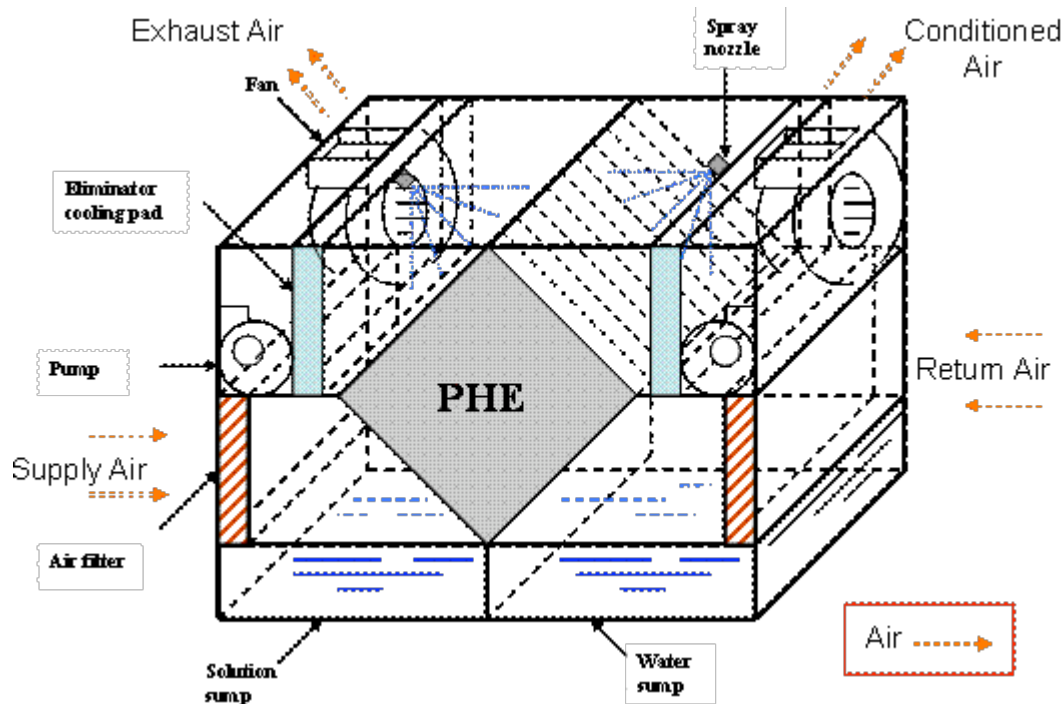 Exhaust Air
Spray
nozzle
Conditioned
Air
Fan
Eliminator
cooling pad
Pump
PHE
Return Air
Supply Air
Air filter
Air
Solution
sump
Water
sump